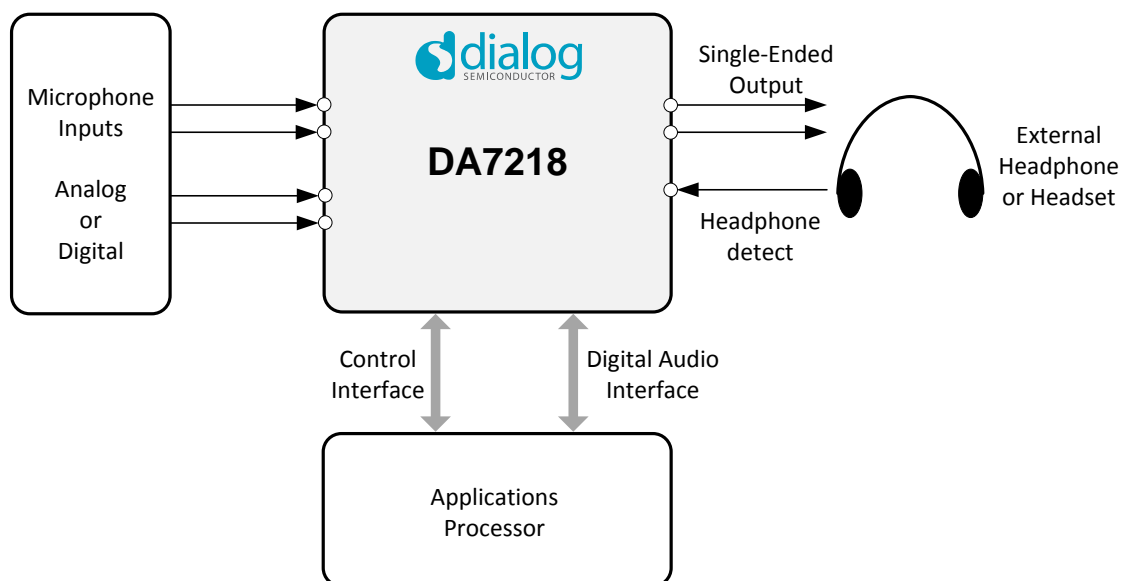 Microphone
Inputs
Analog
or
Digital
dialog
SEMICONDUCTOR
DA7218
Single-Ended
Output
Headphone
detect
External
Headphone
or Headset
Control
Interface
Digital Audio
Interface
Applications
Processor